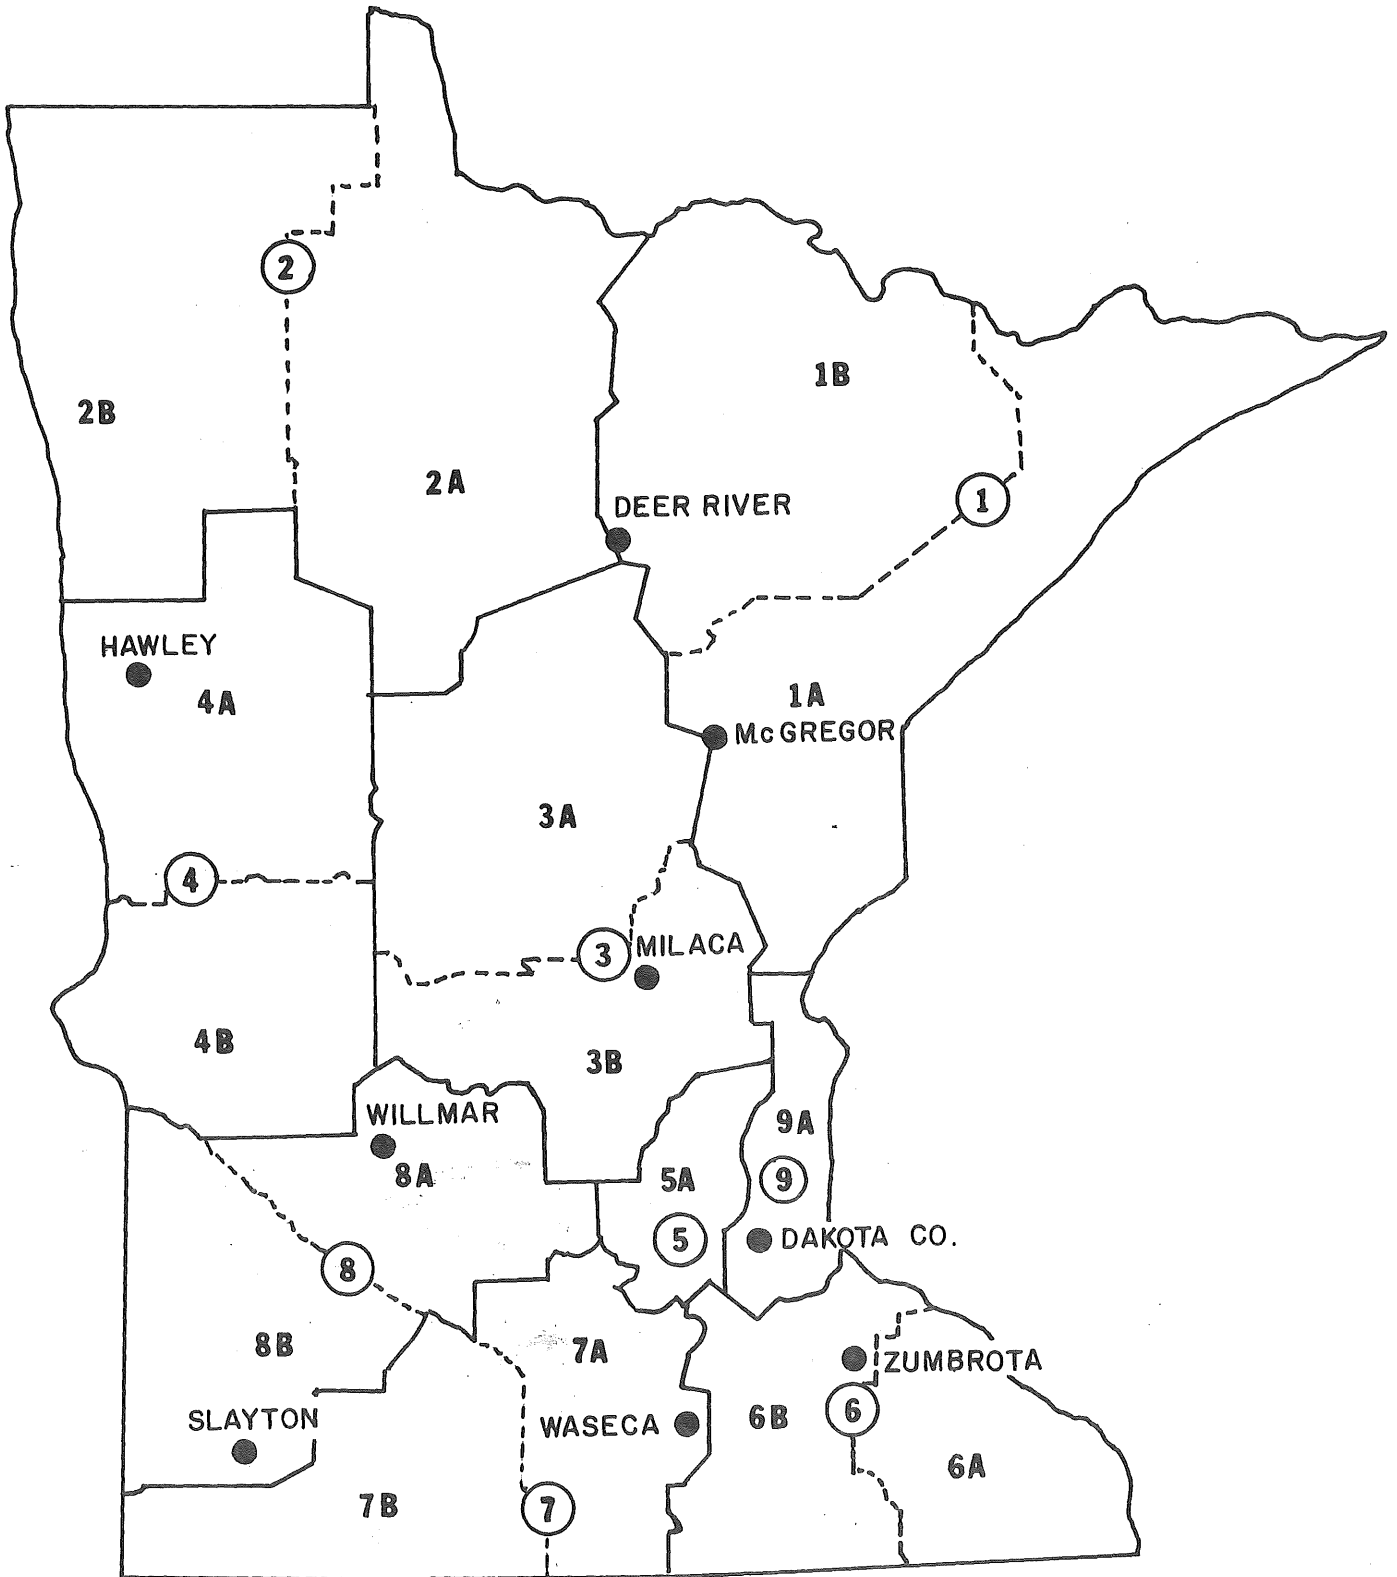 2
1B
2B
2A
DEER RIVER
1
HAWLEY
4A
1A
McGREGOR
3A
4
3
MILACA
4B
3B
WILLMAR
8A
9A
5A
9
5
DAKOTA CO.
8
8B
7A
ZUMBROTA
SLAYTON
WASECA
6B
6
6A
7B
7